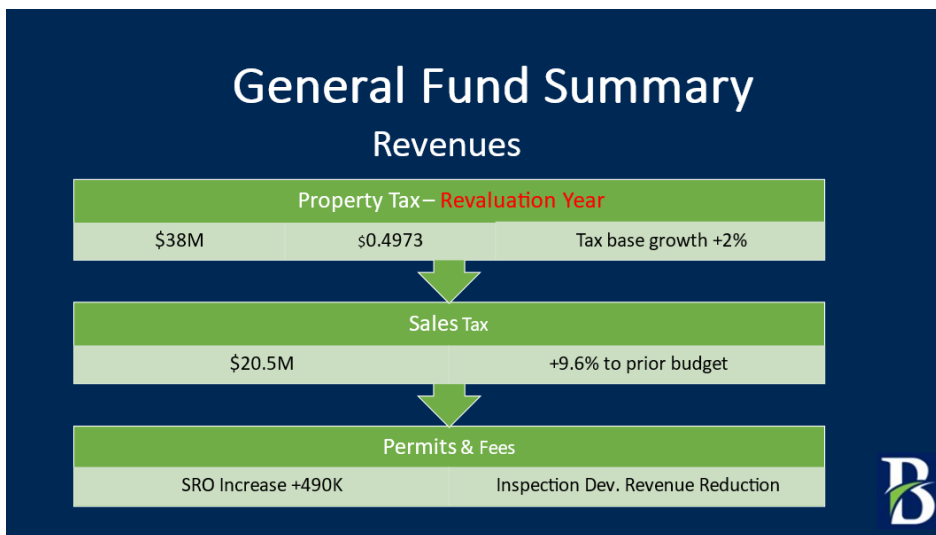 General Fund Summary
Revenues
Property Tax – Revaluation Year
$38M
$0.4973
Tax base growth +2%
Sales Tax
$20.5M
+9.6% to prior budget
Permits & Fees
SRO Increase +490K
Inspection Dev. Revenue Reduction
B